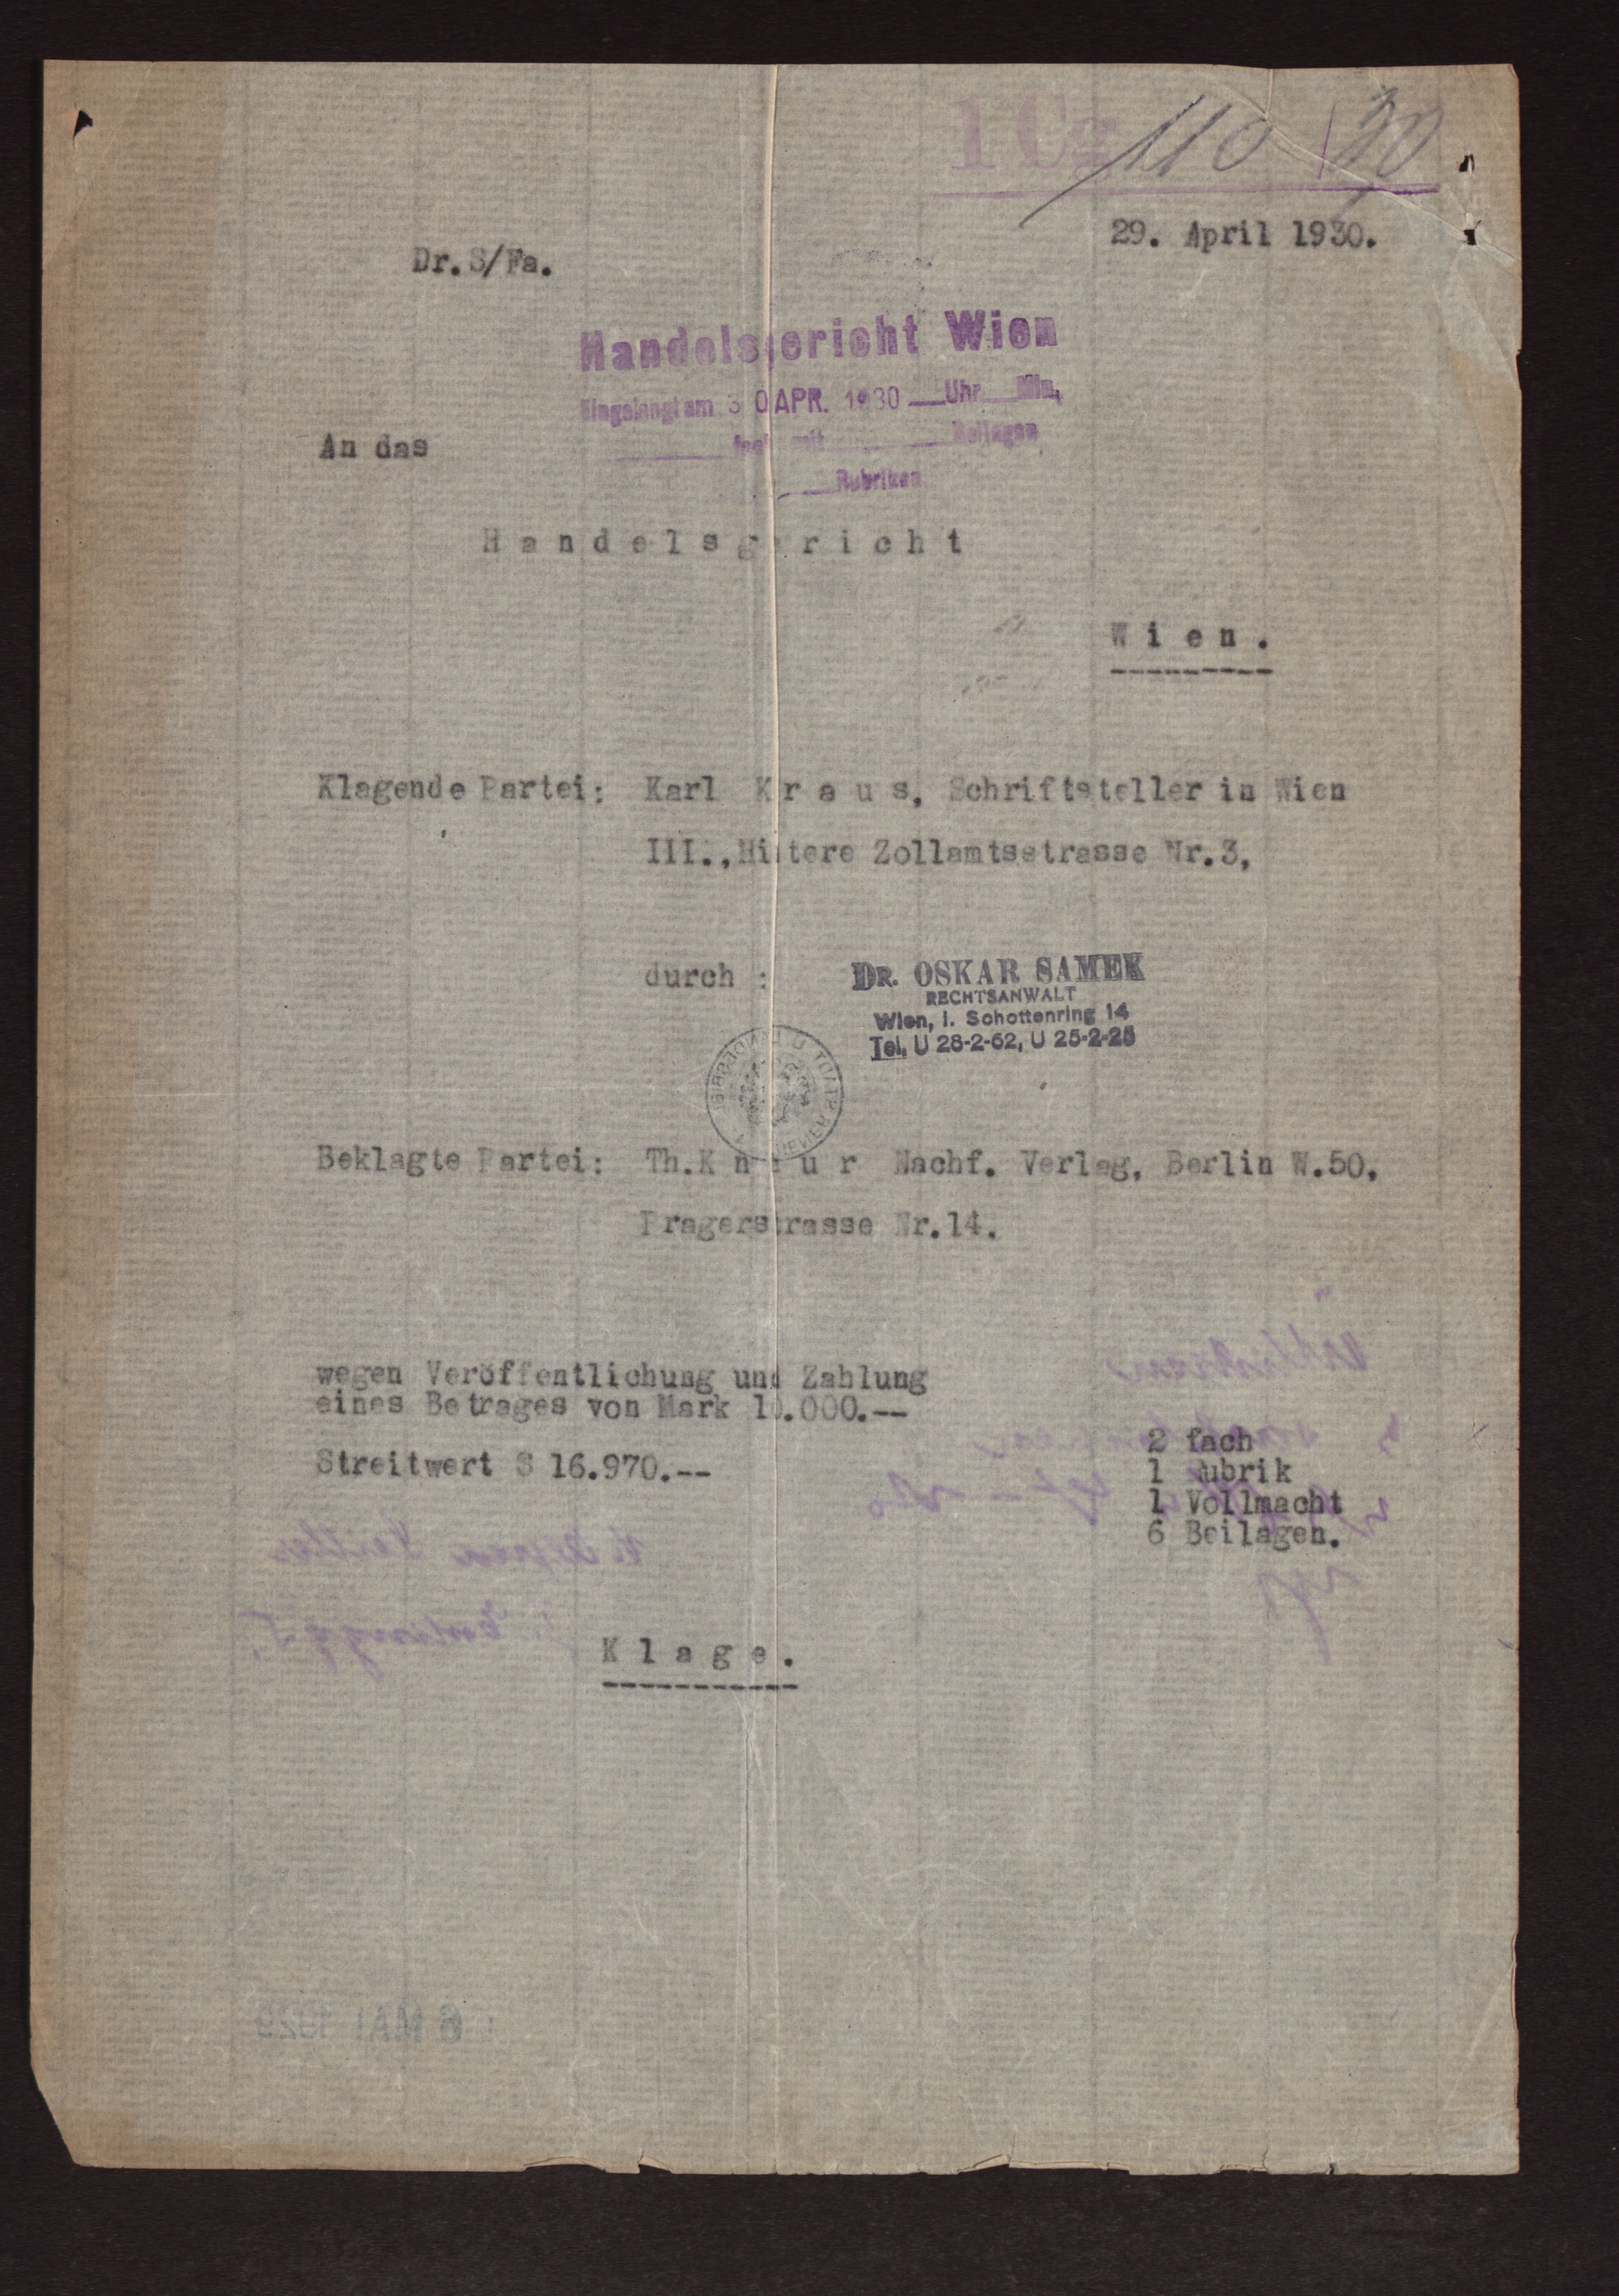 1 Cg 110 / 30
29. April 1930.
Dr.S/Fa.
Handelsgericht Wien
Eingelangt am 30 APR. 1930 Uhr Min,
fach mit Beilagen
Rubriken
An das
Handelsgericht
Wien.
Klagende Partei: Karl Kraus, Schriftsteller in Wien
III., Hintere Zollamtsstrasse Nr.3,
durch :
DR. OSKAR SAMEK
RECHTSANWALT
Wien, I. Schottenring 14
Tel. U 28-2-62, U 25-2-25
Beklagte Partei: Th.Knaur Nachf. Verlag, Berlin W.50,
Pragerstrasse Nr.14.
wegen Veröffentlichung und Zahlung
eines Betrages von Mark 10.000.--
Streitwert S 16.970.--
2 fach
1 Rubrik
1 Vollmacht
6 Beilagen.
Klage.